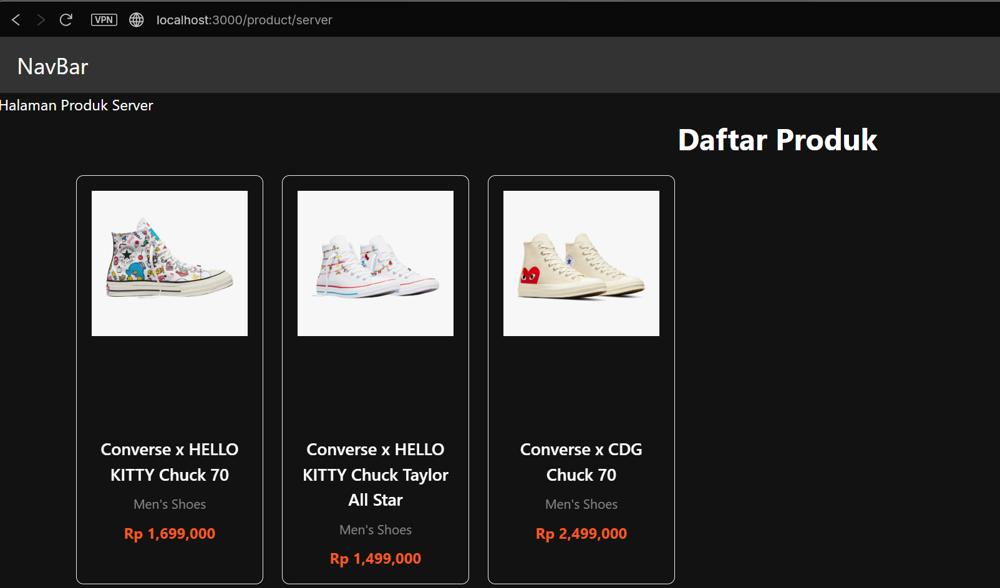 VPN localhost:3000/product/server
NavBar
Halaman Produk Server
Daftar Produk
Converse x HELLO
KITTY Chuck 70
Men's Shoes
Rp 1,699,000
Converse x HELLO
KITTY Chuck Taylor
All Star
Men's Shoes
Rp 1,499,000
Converse x CDG
Chuck 70
Men's Shoes
Rp 2,499,000